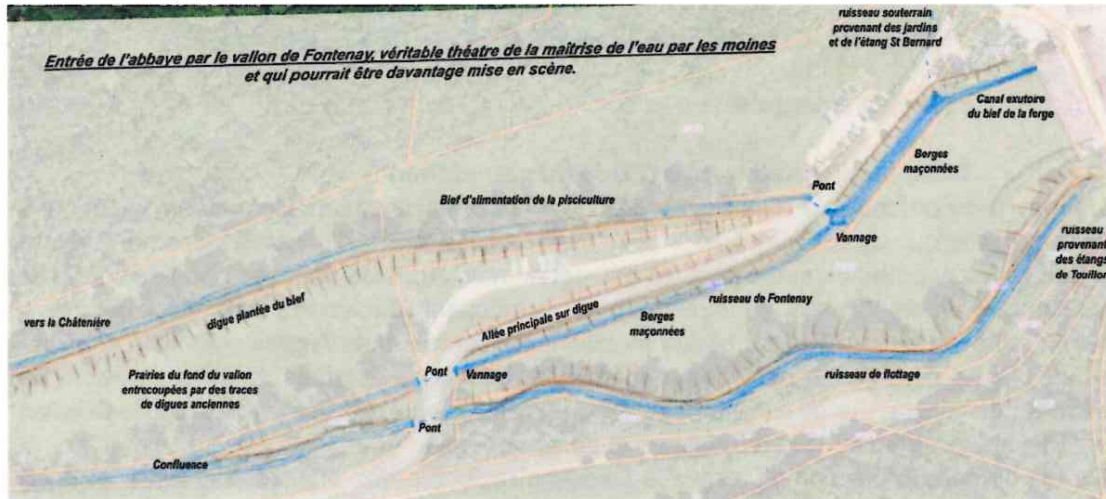 Entrée de l'abbaye par le vallon de Fontenay, véritable théatre de la maîtrise de l'eau par les moines
et qui pourrait être davantage mise en scène.
ruisseau souterrain
provenant des jardins
et de l'étang St Bernard
Canal exutoire
du bief de la forge
Berges
maçonnées
Pont
Bief d'alimentation de la pisciculture
Vannage
ruisseau
provenant
des étangs
de Touillon
digue plantée du bief
vers la Châtenière
Allée principale sur digue
ruisseau de Fontenay
Berges
maçonnées
Prairies du fond du vallon
entrecoupées par des traces
de digues anciennes
Pont
Vannage
ruisseau de flottage
Pont
Confluence